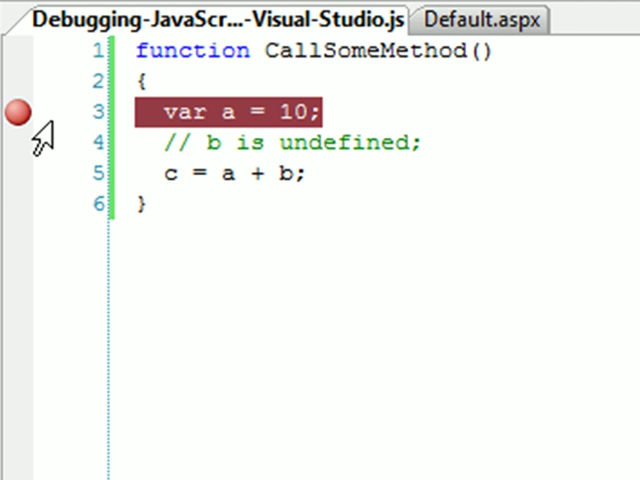 Debugging-JavaScr...-Visual-Studio.js Default.aspx
1 function CallSomeMethod()
2 {
3 var a = 10;
4 // b is undefined;
5 c = a + b;
6 }